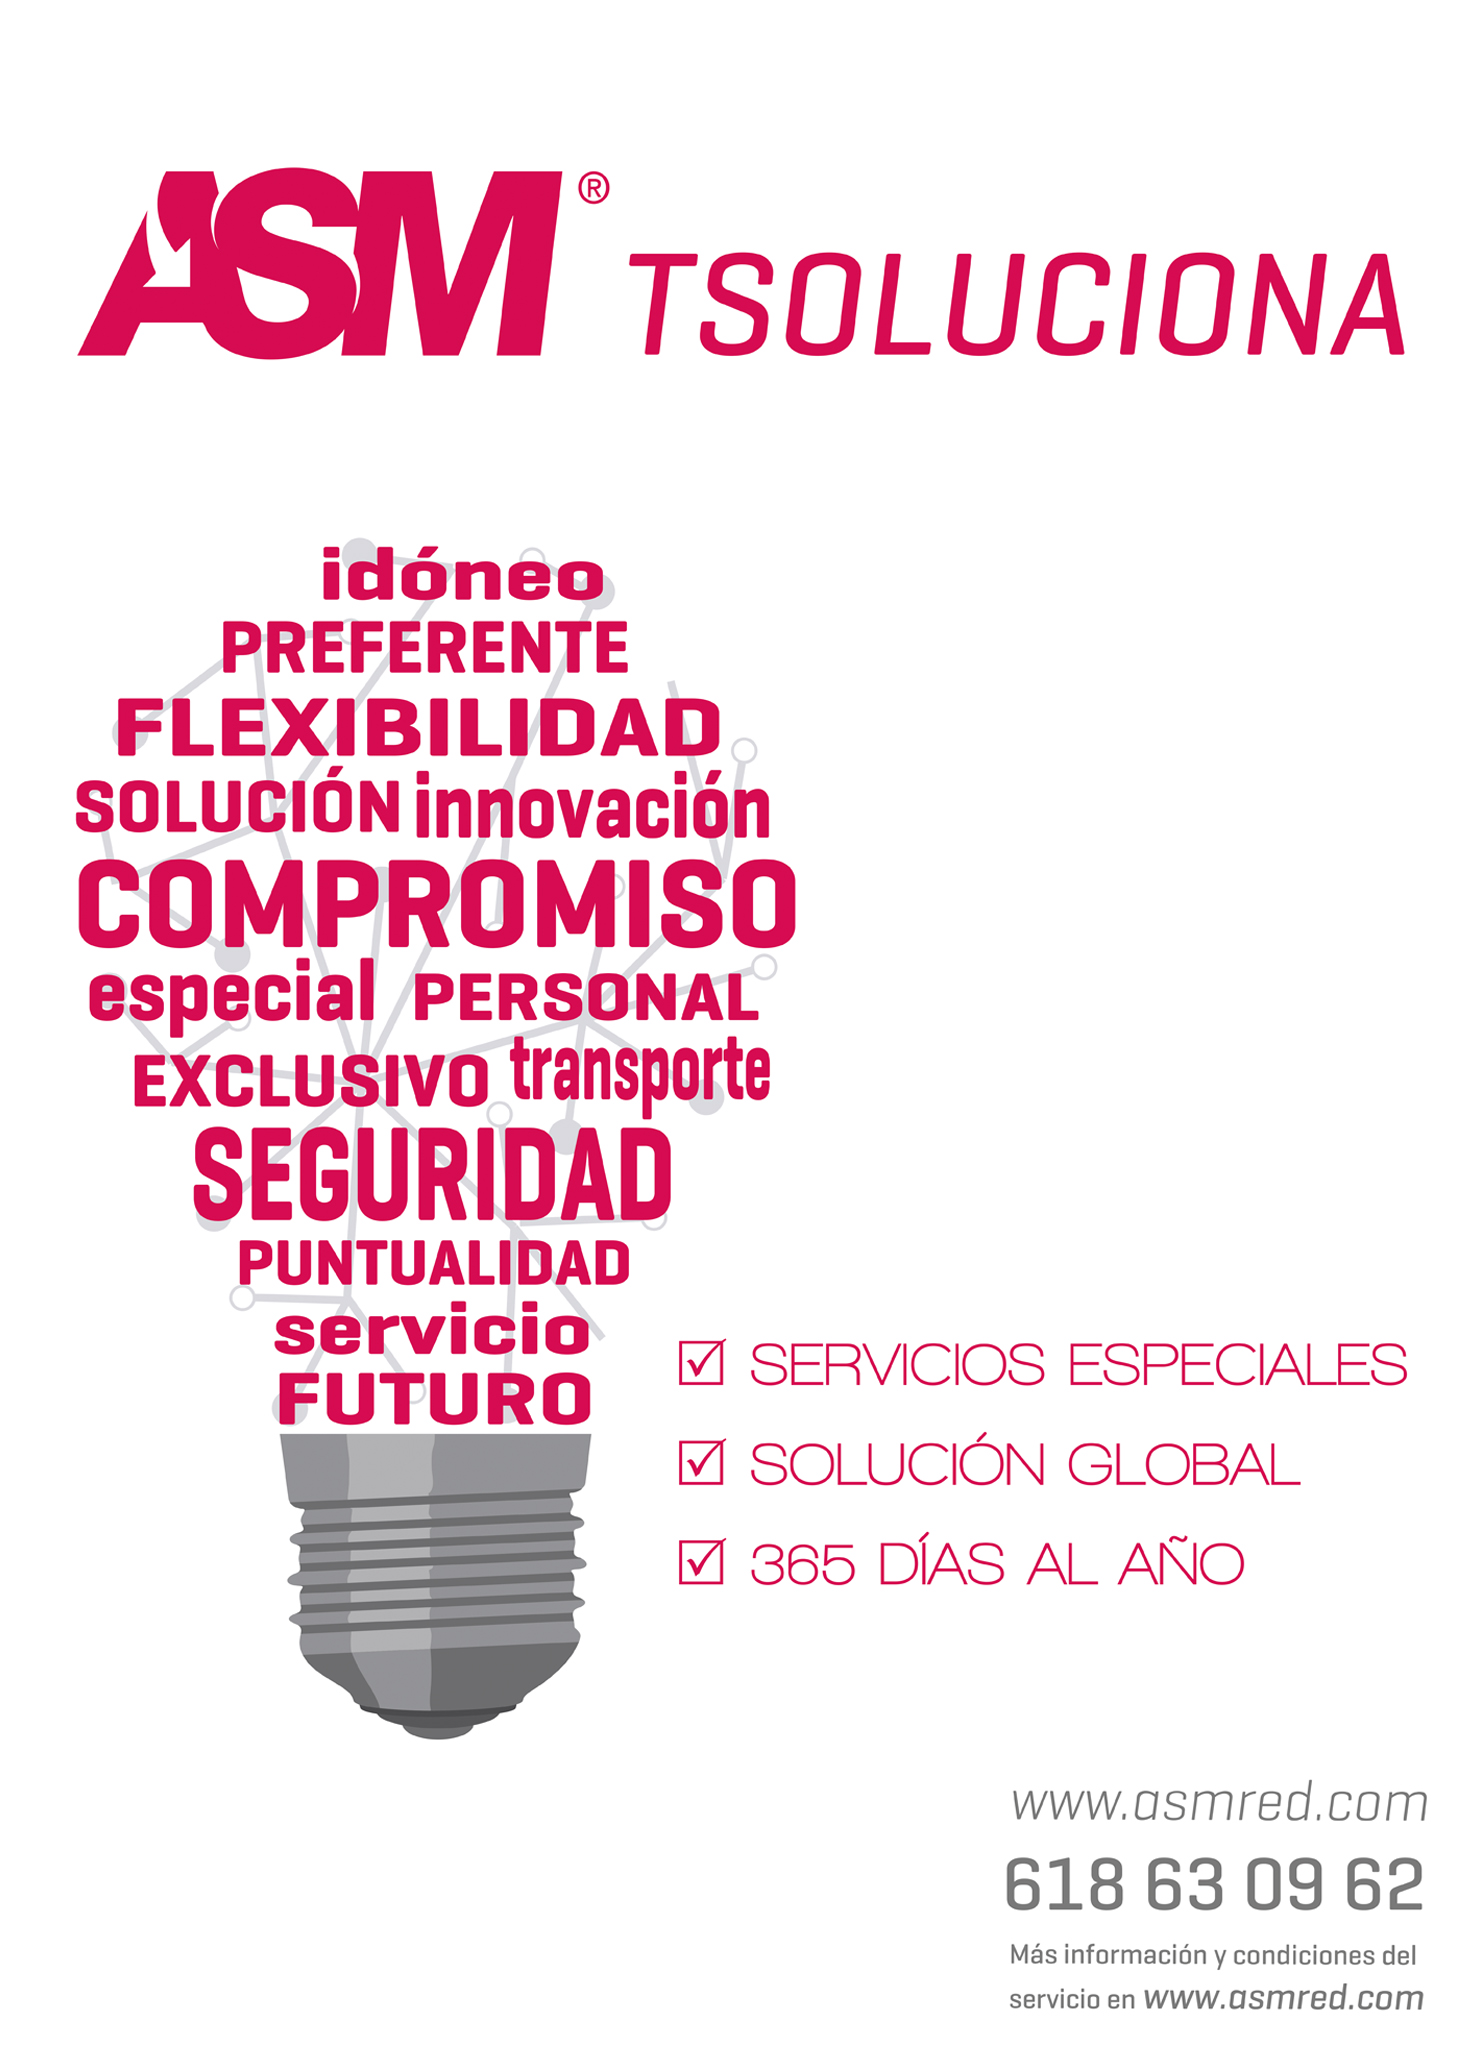 ASM® TSOLUCIONA
idóneo
PREFERENTE
FLEXIBILIDAD
SOLUCIÓN innovación
COMPROMISO
especial PERSONAL
EXCLUSIVO transporte
SEGURIDAD
PUNTUALIDAD
servicio
FUTURO
SERVICIOS ESPECIALES
SOLUCIÓN GLOBAL
365 DÍAS AL AÑO
www.asmred.com
618 63 09 62
Más información y condiciones del
servicio en www.asmred.com